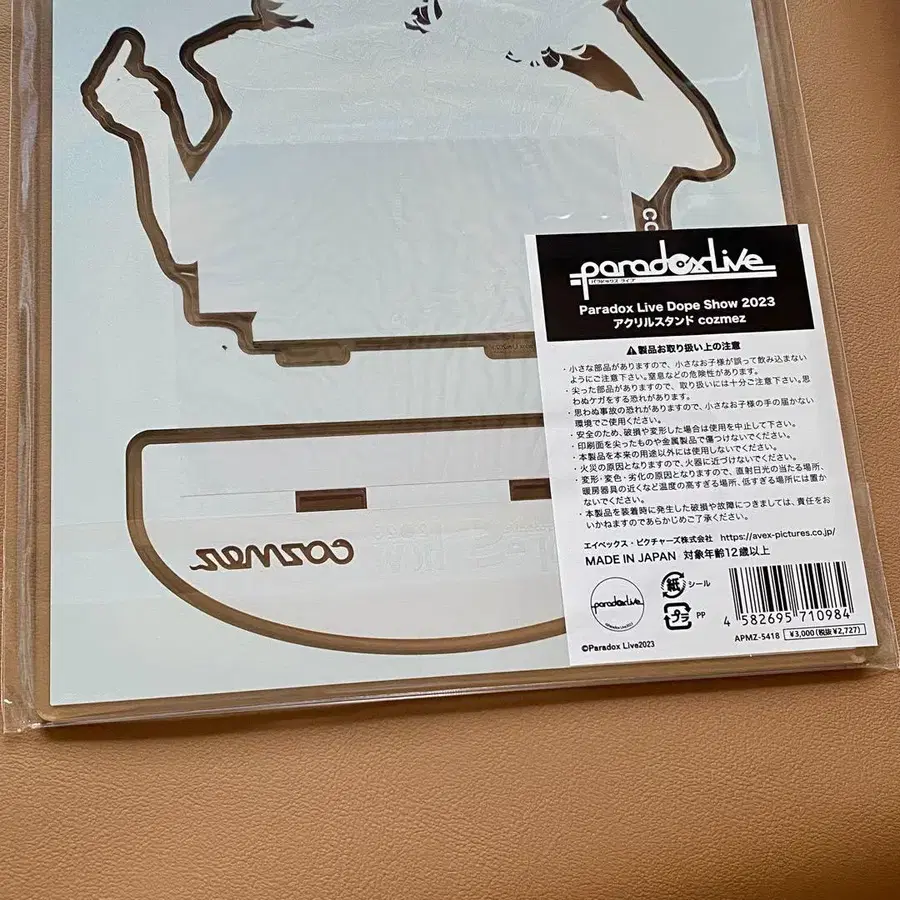 CO
paradoxLive
パラドックス ライブ
Paradox Live Dope Show 2023
アクリルスタンド cozmez
⚠製品お取り扱い上の注意
・小さな部品がありますので、小さなお子様が誤って飲み込まない
ようにご注意下さい。窒息などの危険性があります。
・尖った部品がありますので、取り扱いには十分ご注意下さい。思
わぬケガをする恐れがあります。
・思わぬ事故の恐れがありますので、小さなお子様の手の届かない
環境でご使用ください。
・安全のため、破損や変形した場合は使用を中止して下さい。
・印刷面を尖ったものや金属製品で傷つけないでください。
・本製品を本来の用途以外には使用しないでください。
・火災の原因となりますので、火器に近づけないでください。
・変形・変色・劣化の原因となりますので、直射日光の当たる場所、
暖房器具の近くなど温度の高すぎる場所、低すぎる場所には置か
ないでください。
・本製品を装着時に発生した破損や故障につきましては、責任をお
いかねますのであらかじめご了承ください。
エイベックス・ピクチャーズ株式会社 https://avex-pictures.co.jp/
MADE IN JAPAN 対象年齢12歳以上
紙 シール
プラ PP
paradoxLive
4 582695 710984
APMZ-5418 ¥3,000(税抜¥2,727)
©Paradox Live2023
cozmez